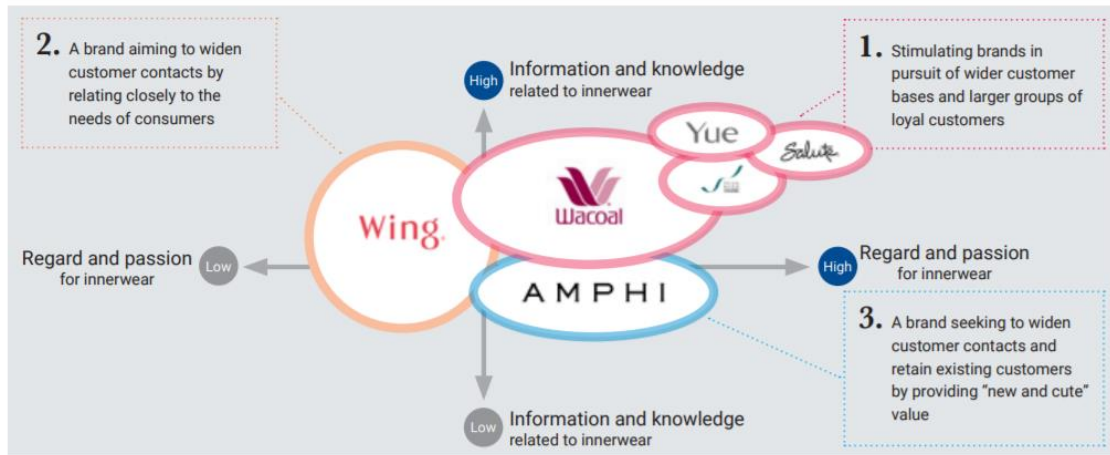 2. A brand aiming to widen
customer contacts by
relating closely to the
needs of consumers
High
Information and knowledge
related to innerwear
1. Stimulating brands in
pursuit of wider customer
bases and larger groups of
loyal customers
Yue
Salute
Wacoal
Wing
Regard and passion
for innerwear
Low
High
Regard and passion
for innerwear
AMPHI
3. A brand seeking to widen
customer contacts and
retain existing customers
by providing “new and cute”
value
Low
Information and knowledge
related to innerwear